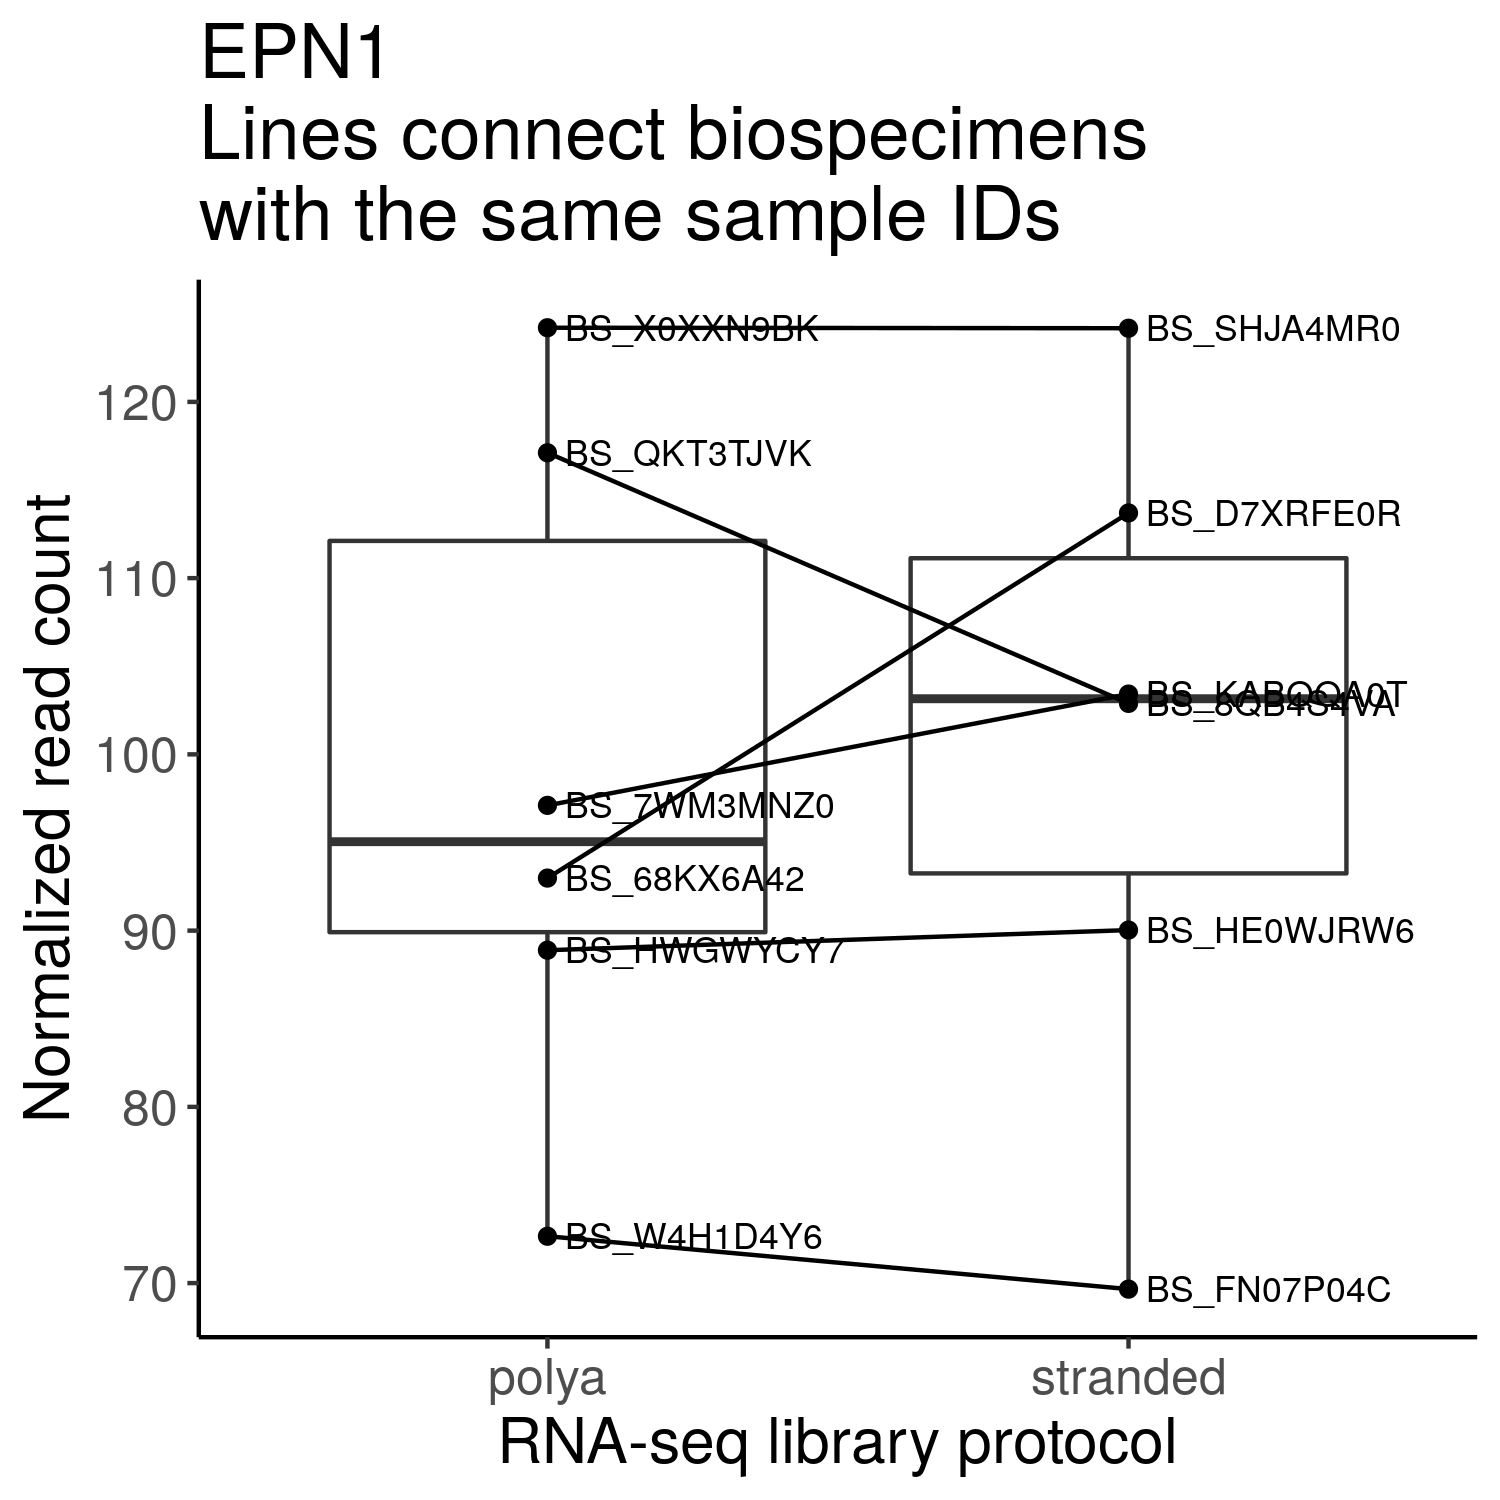 EPN1
Lines connect biospecimens
with the same sample IDs
Normalized read count
120
110
100
90
80
70
BS_X0XXN9BK
BS_SHJA4MR0
BS_QKT3TJVK
BS_D7XRFE0R
BS_8QB4S4VA
BS_7WM3MNZ0
BS_68KX6A42
BS_HWGWYCY7
BS_HE0WJRW6
BS_W4H1D4Y6
BS_FN07P04C
polya
stranded
RNA-seq library protocol